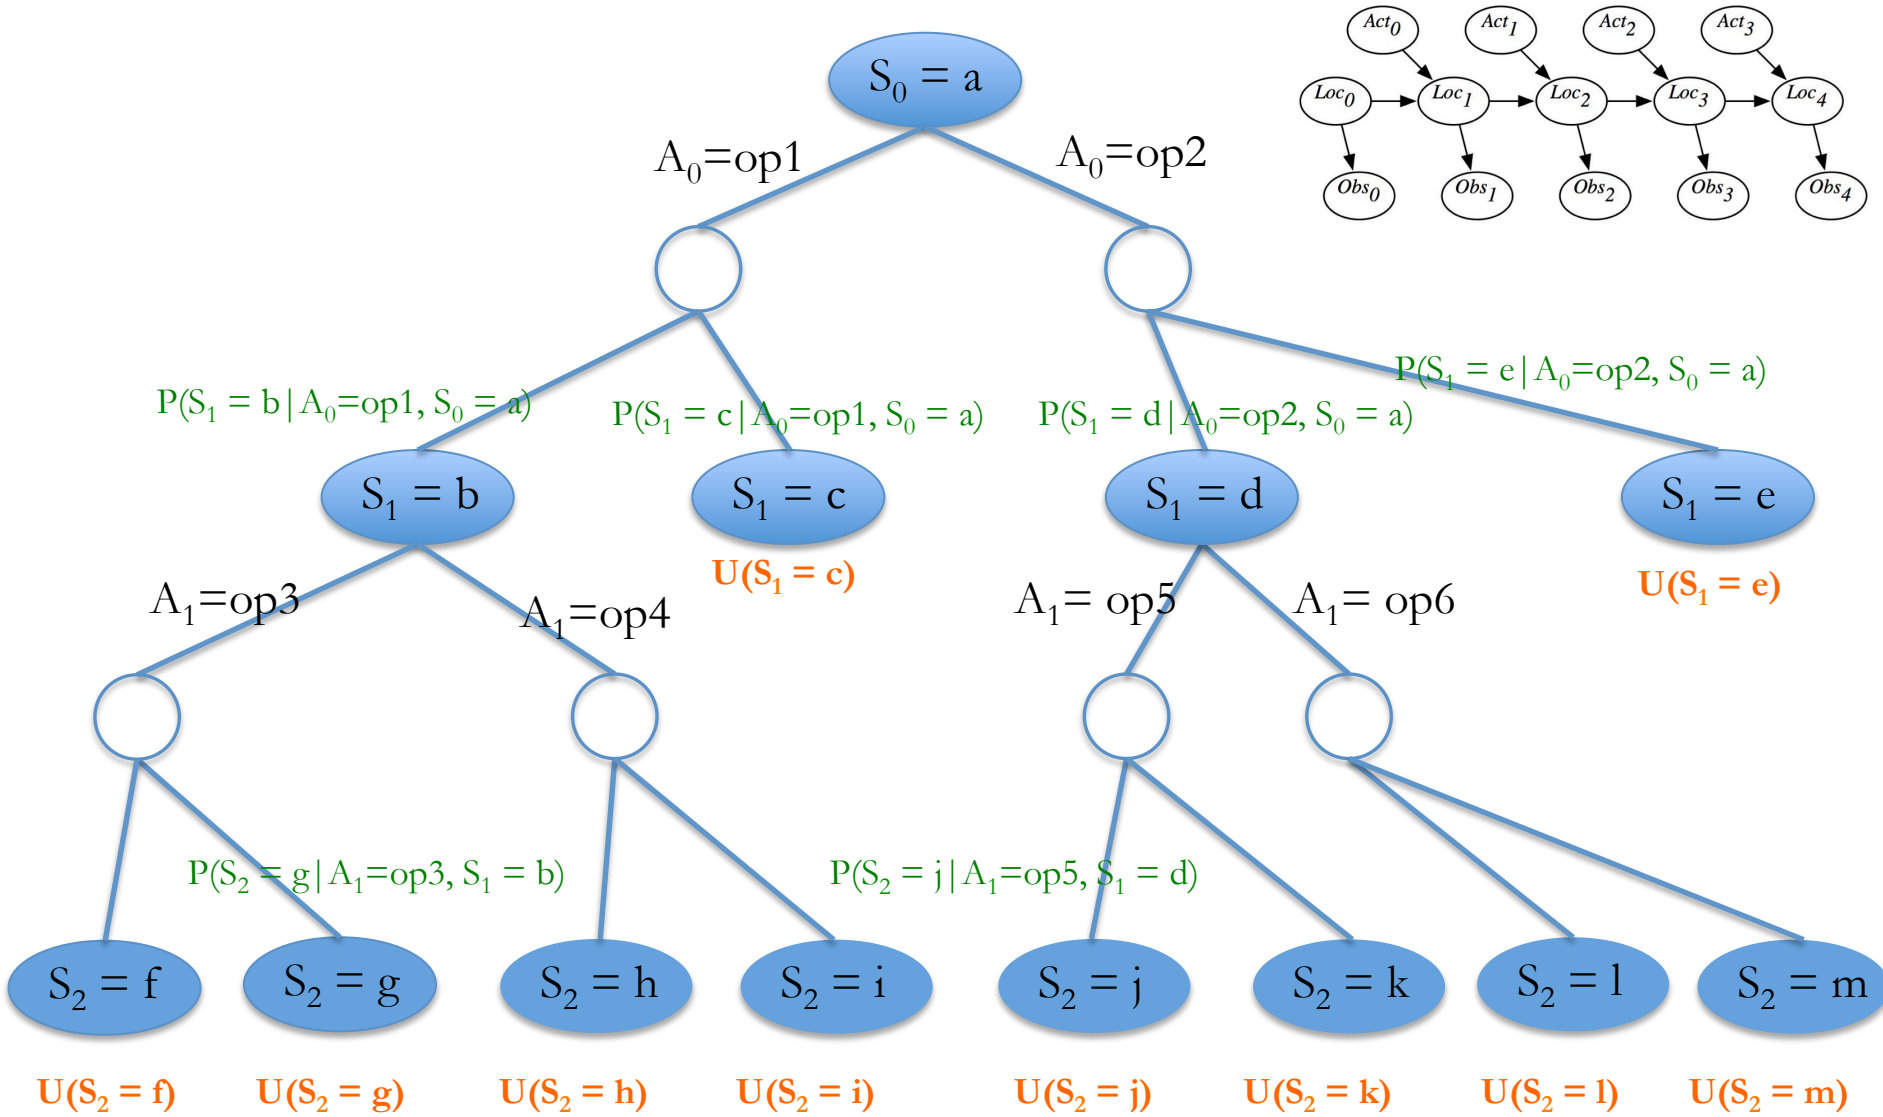 S₀ = a
Act₀ Act₁ Act₂ Act₃
Loc₀ Loc₁ Loc₂ Loc₃ Loc₄
Obs₀ Obs₁ Obs₂ Obs₃ Obs₄
A₀=op1 A₀=op2
P(S₁ = b|A₀=op1, S₀ = a) P(S₁ = c|A₀=op1, S₀ = a) P(S₁ = d|A₀=op2, S₀ = a) P(S₁ = e|A₀=op2, S₀ = a)
S₁ = b S₁ = c S₁ = d S₁ = e
U(S₁ = c) U(S₁ = e)
A₁=op3 A₁=op4 A₁= op5 A₁= op6
P(S₂ = g|A₁=op3, S₁ = b) P(S₂ = j|A₁=op5, S₁ = d)
S₂ = f S₂ = g S₂ = h S₂ = i S₂ = j S₂ = k S₂ = l S₂ = m
U(S₂ = f) U(S₂ = g) U(S₂ = h) U(S₂ = i) U(S₂ = j) U(S₂ = k) U(S₂ = l) U(S₂ = m)